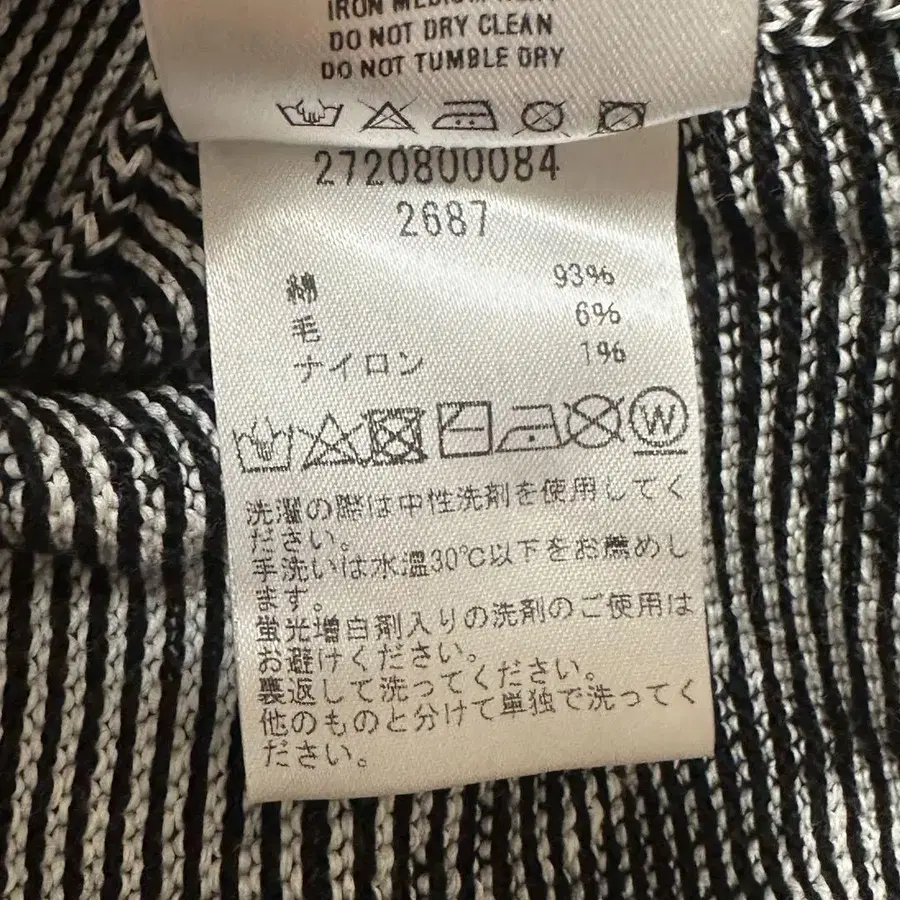 IRON MEDIUM
DO NOT DRY CLEAN
DO NOT TUMBLE DRY
2720800084
2687
綿 93%
毛 6%
ナイロン 1%
W
洗濯の際は中性洗剤を使用してく
ださい。
手洗いは水温30℃以下をお薦めし
ます。
蛍光増白剤入りの洗剤のご使用は
お避けください。
裏返して洗ってください。
他のものと分けて単独で洗ってく
ださい。